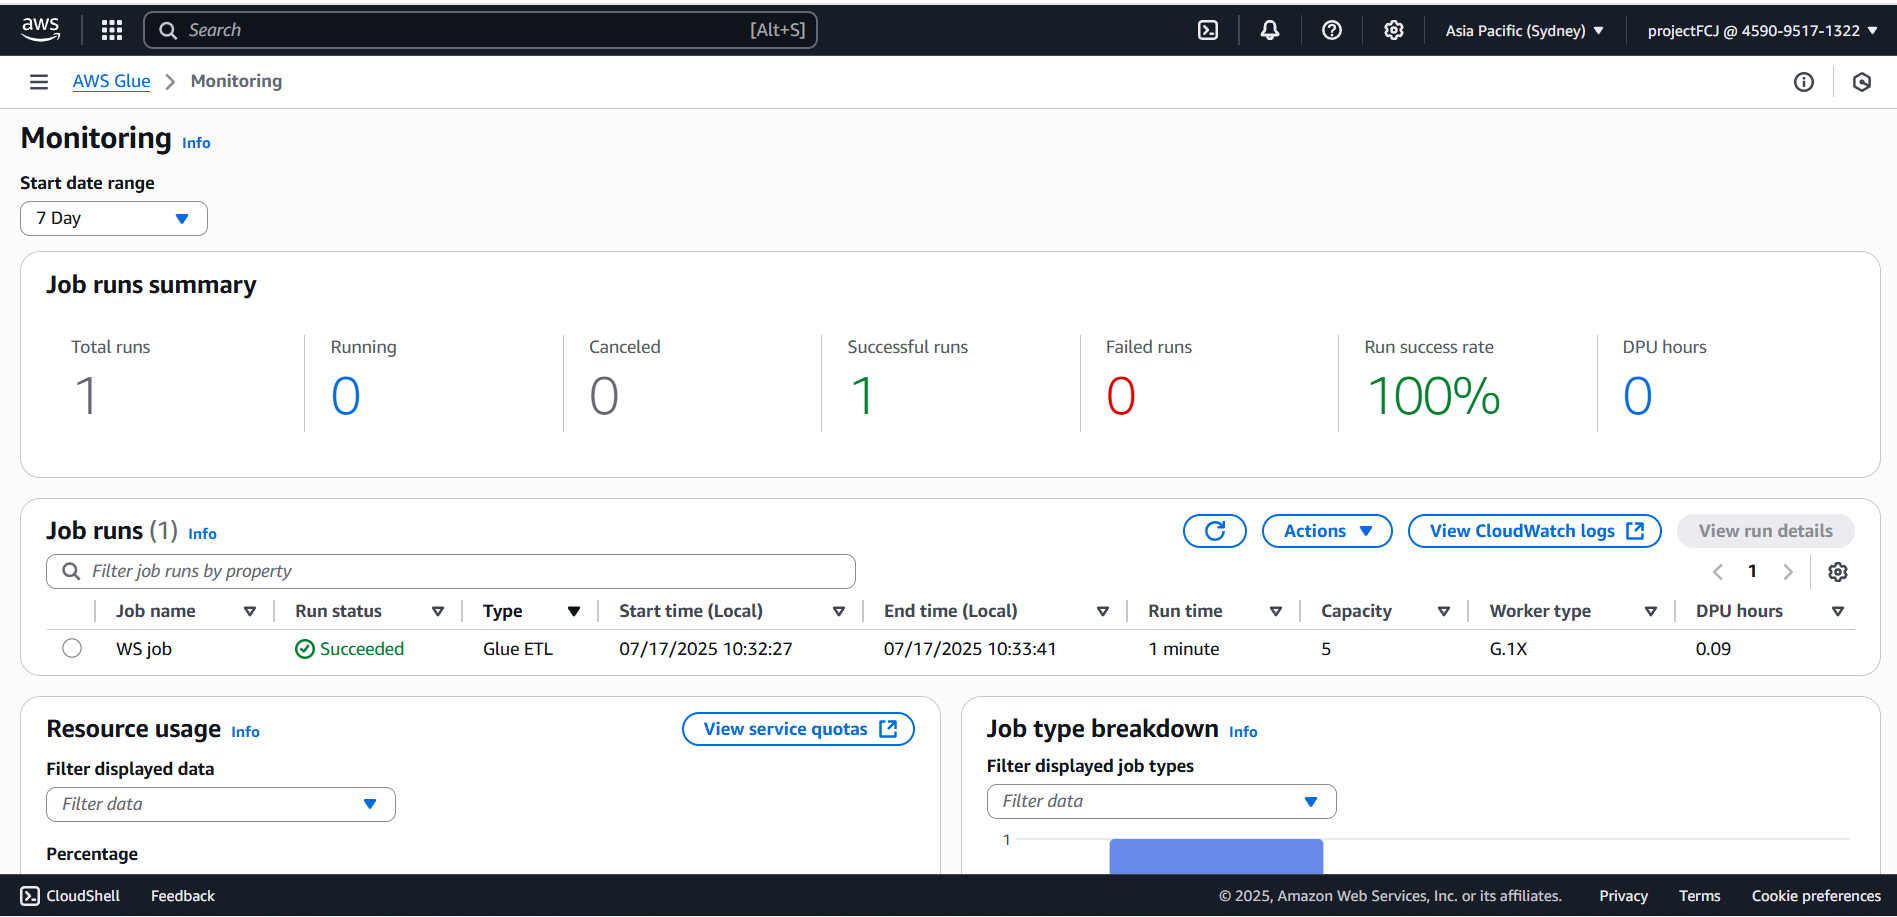 aws
Search [Alt+S]
Asia Pacific (Sydney)
projectFCJ @ 4590-9517-1322
AWS Glue
Monitoring
Monitoring Info
Start date range
7 Day
Job runs summary
Total runs
1
Running
0
Canceled
0
Successful runs
1
Failed runs
0
Run success rate
100%
DPU hours
0
Job runs (1) Info
Actions
View CloudWatch logs
View run details
Filter job runs by property
1
Job name Run status Type Start time (Local) End time (Local) Run time Capacity Worker type DPU hours
WS job Succeeded Glue ETL 07/17/2025 10:32:27 07/17/2025 10:33:41 1 minute 5 G.1X 0.09
Resource usage Info
View service quotas
Filter displayed data
Filter data
Percentage
Job type breakdown Info
Filter displayed job types
Filter data
1
CloudShell Feedback © 2025, Amazon Web Services, Inc. or its affiliates. Privacy Terms Cookie preferences